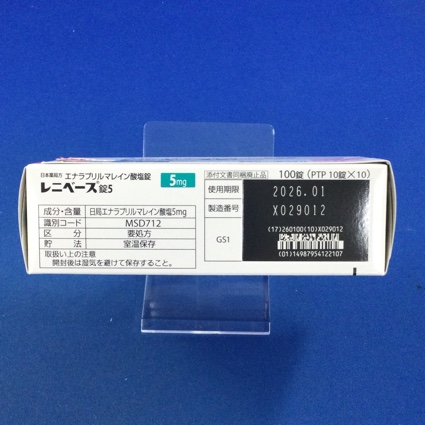 日本薬局方 エナラプリルマレイン酸塩錠
レニベース錠5
5mg
成分・含量 日局エナラプリルマレイン酸塩5mg
識別コード MSD712
区分 要処方
貯法 室温保存
取扱い上の注意
開封後は湿気を避けて保存すること。
添付文書同梱廃止品 100錠 (PTP 10錠×10)
使用期限 2026.01
製造番号 X029012
GS1
(17)260100(10)X029012
(01)14987954122107